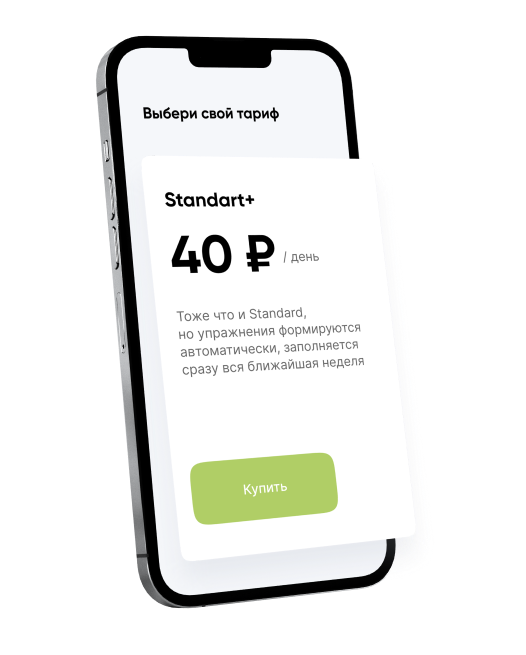 Выбери свой тариф
Standart+
40 ₽ / день
Тоже что и Standard,
но упражнения формируются
автоматически, заполняется
сразу вся ближайшая неделя
Купить